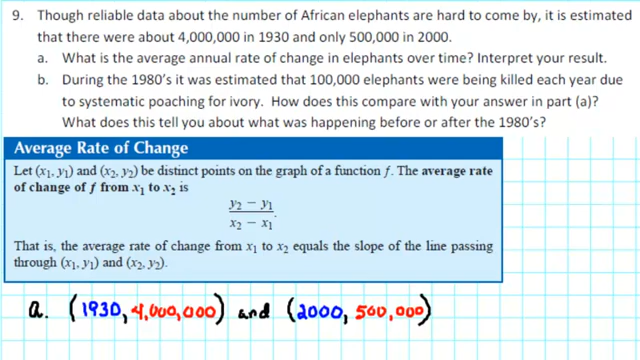 9. Though reliable data about the number of African elephants are hard to come by, it is estimated
that there were about 4,000,000 in 1930 and only 500,000 in 2000.
a. What is the average annual rate of change in elephants over time? Interpret your result.
b. During the 1980's it was estimated that 100,000 elephants were being killed each year due
to systematic poaching for ivory. How does this compare with your answer in part (a)?
What does this tell you about what was happening before or after the 1980's?
Average Rate of Change
Let (x₁, y₁) and (x₂, y₂) be distinct points on the graph of a function f. The average rate
of change of f from x₁ to x₂ is
y₂ − y₁
x₂ − x₁
That is, the average rate of change from x₁ to x₂ equals the slope of the line passing
through (x₁, y₁) and (x₂, y₂).
a. (1930, 4,000,000) and (2000, 500,000)